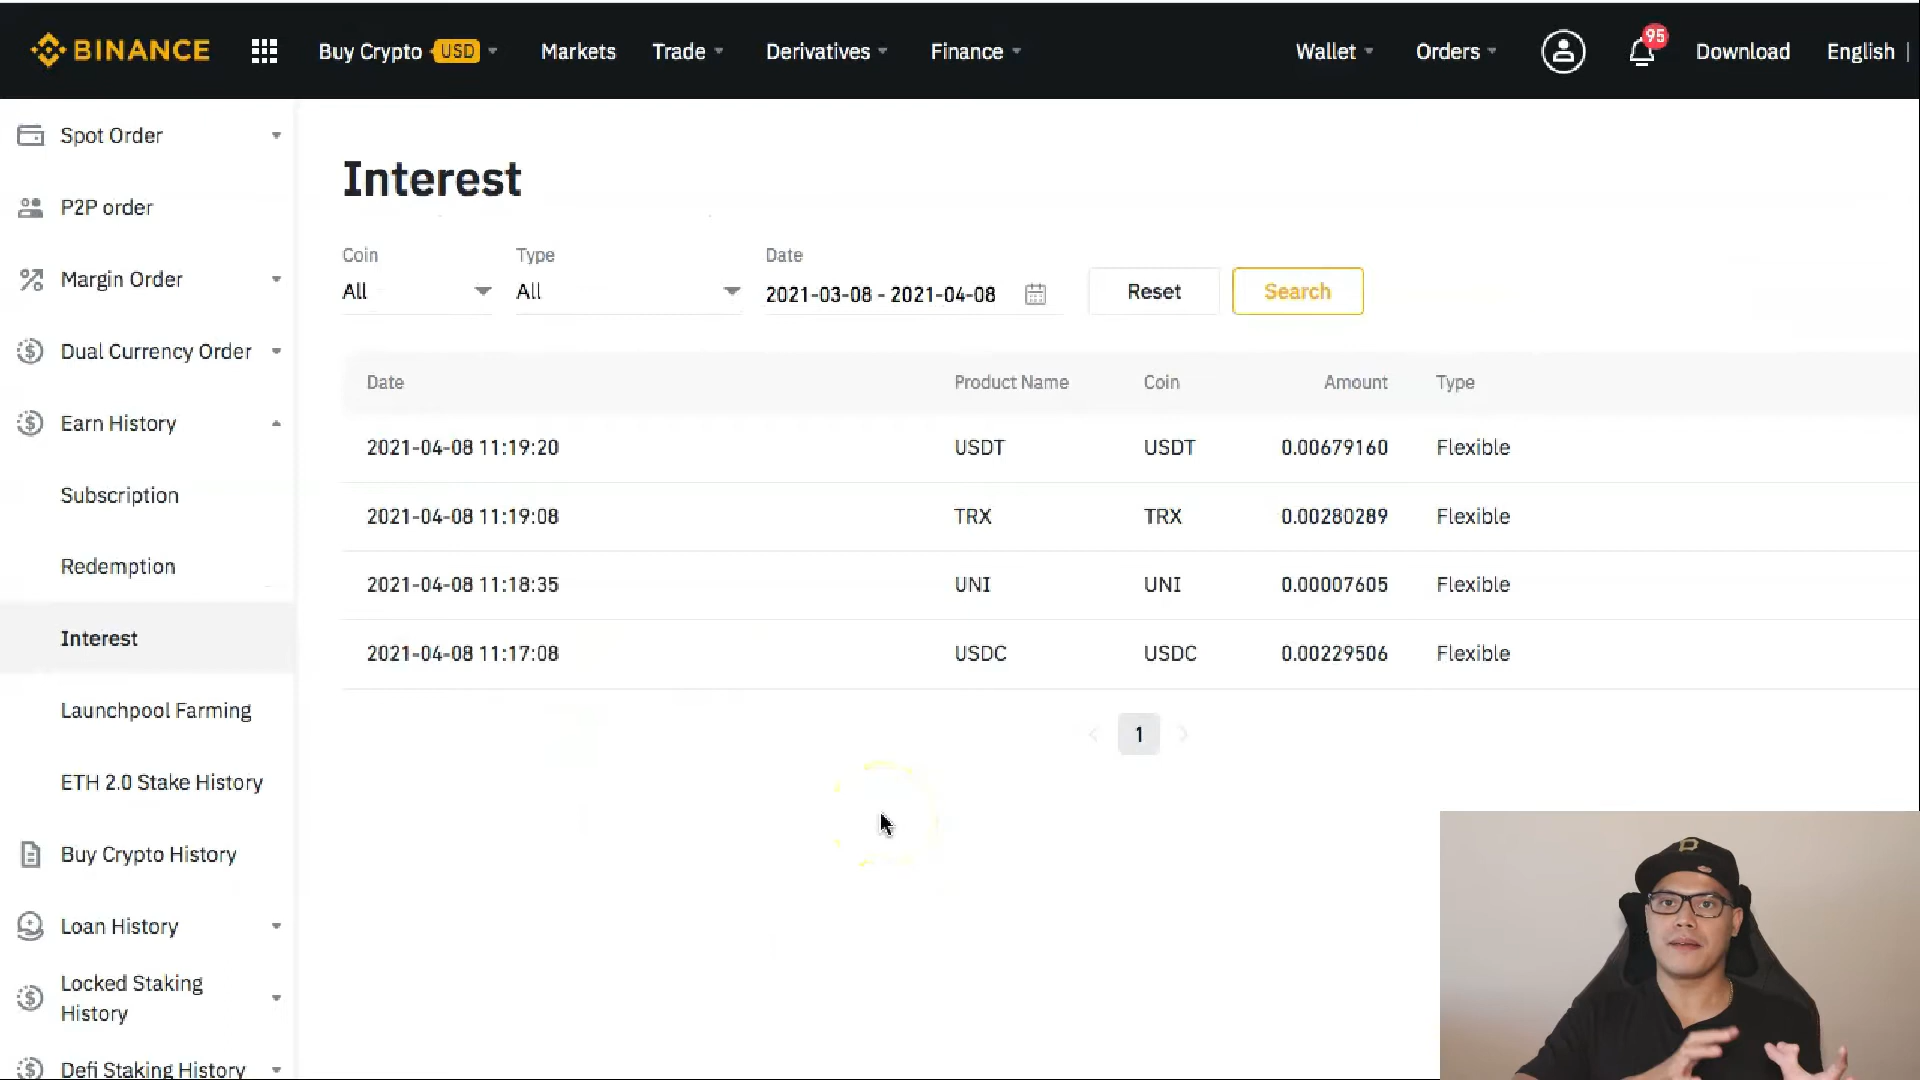 BINANCE
Buy Crypto USD
Markets
Trade
Derivatives
Finance
Wallet
Orders
95
Download
English |
Spot Order
P2P order
Margin Order
Dual Currency Order
Earn History
Subscription
Redemption
Interest
Launchpool Farming
ETH 2.0 Stake History
Buy Crypto History
Loan History
Locked Staking
History
Defi Staking History
Interest
Coin Type Date
All All 2021-03-08 - 2021-04-08 Reset Search
Date Product Name Coin Amount Type
2021-04-08 11:19:20 USDT USDT 0.00679160 Flexible
2021-04-08 11:19:08 TRX TRX 0.00280289 Flexible
2021-04-08 11:18:35 UNI UNI 0.00007605 Flexible
2021-04-08 11:17:08 USDC USDC 0.00229506 Flexible
< 1 >